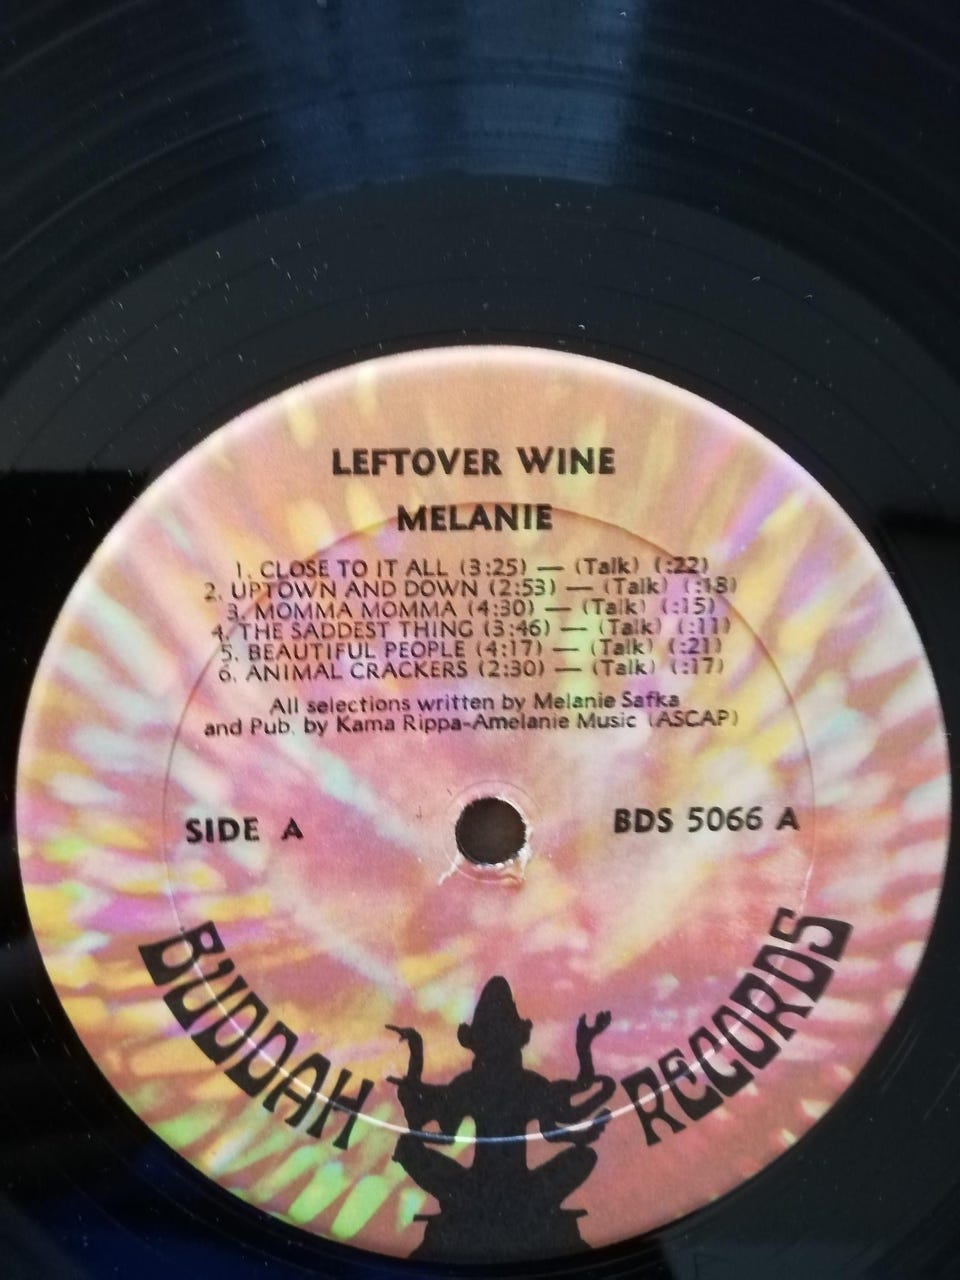 LEFTOVER WINE
MELANIE
1. CLOSE TO IT ALL (3:25) — (Talk) (:22)
2. UPTOWN AND DOWN (2:53) — (Talk) (:18)
3. MOMMA MOMMA (4:30) — (Talk) (:15)
4. THE SADDEST THING (3:46) — (Talk) (:11)
5. BEAUTIFUL PEOPLE (4:17) — (Talk) (:21)
6. ANIMAL CRACKERS (2:30) — (Talk) (:17)
All selections written by Melanie Safka
and Pub. by Kama Rippa-Amelanie Music (ASCAP)
SIDE A
BDS 5066 A
BUDDAH RECORDS